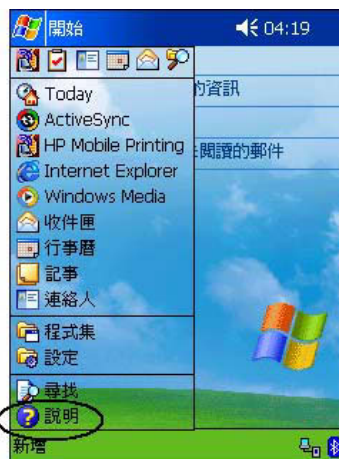 開始 04:19
的資訊
Today
ActiveSync
HP Mobile Printing
閱讀的郵件
Internet Explorer
Windows Media
收件匣
行事曆
記事
連絡人
程式集
設定
尋找
說明
新增